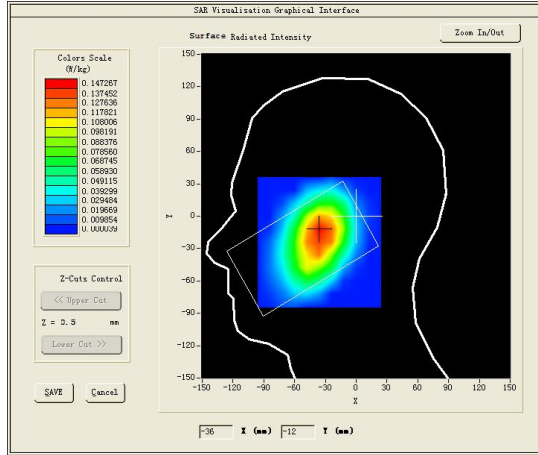 SAR Visualisation Graphical Interface
Surface Radiated Intensity
Zoom In/Out
Colors Scale
(W/kg)
0.147267
0.137452
0.127636
0.117821
0.108006
0.098191
0.088376
0.078560
0.068745
0.058930
0.049115
0.039299
0.029484
0.019669
0.009854
0.000039
Z-Cuts Control
<< Upper Cut
Z = 0.5 mm
Lower Cut >>
SAVE
Cancel
150
120
90
60
30
0
-30
-60
-90
-120
-150
Y
-150 -120 -90 -60 -30 0 30 60 90 120 150
X
-36 X (mm) -12 Y (mm)